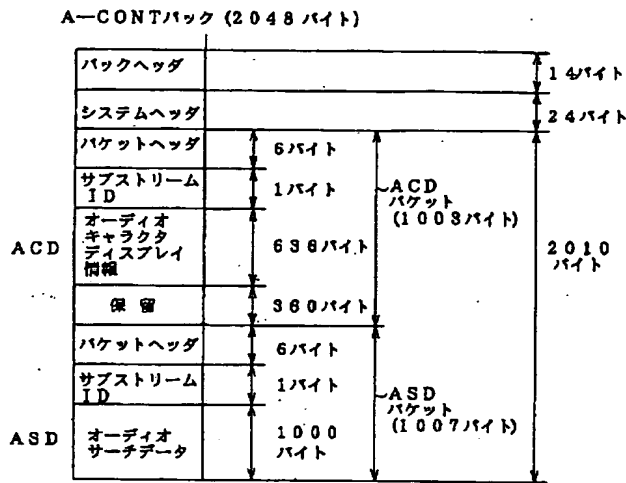 A—CONTパック (2048バイト)
パックヘッダ
14バイト
システムヘッダ
24バイト
パケットヘッダ
6バイト
サブストリーム
ID
1バイト
ACD
パケット
(1003バイト)
ACD
オーディオ
キャラクタ
ディスプレイ
情報
636バイト
2010
バイト
保留
360バイト
パケットヘッダ
6バイト
サブストリーム
ID
1バイト
ASD
パケット
(1007バイト)
ASD
オーディオ
サーチデータ
1000
バイト